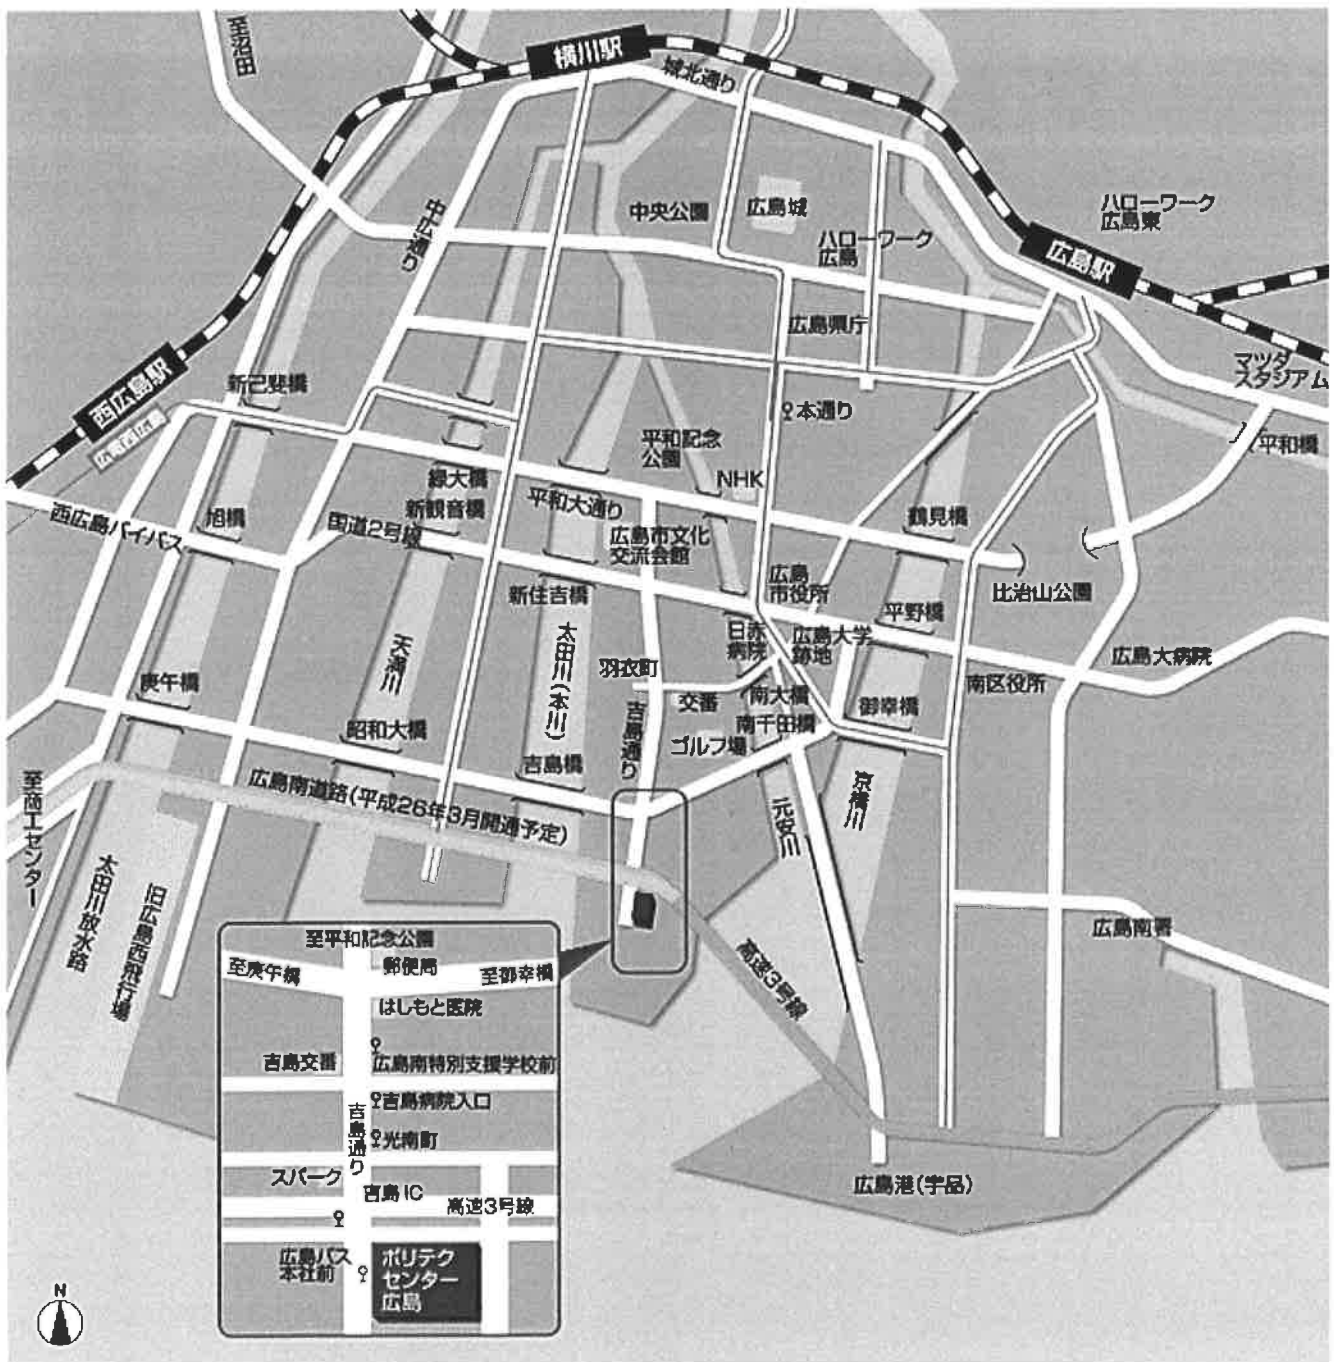 至沼田
横川駅
城北通り
中広通り
中央公園
広島城
ハローワーク
広島
ハローワーク
広島東
広島駅
広島県庁
マツダ
スタジアム
西広島駅
新己斐橋
本通り
平和橋
平和記念
公園
NHK
緑大橋
平和大通り
鶴見橋
西広島バイパス
旭橋
国道2号線
新観音橋
広島市文化
交流会館
新住吉橋
広島
市役所
比治山公園
平野橋
日赤
病院
広島大学
跡地
広島大病院
南区役所
庚午橋
天満川
太田川(本川)
羽衣町
交番
南大橋
御幸橋
昭和大橋
吉島通り
ゴルフ場
南千田橋
吉島橋
至商工センター
広島南道路(平成26年3月開通予定)
元安川
京橋川
太田川放水路
旧広島西飛行場
高速3号線
広島南署
広島港(宇品)
至平和記念公園
至庚午橋
郵便局
至御幸橋
はしもと医院
吉島交番
広島南特別支援学校前
吉島病院入口
吉島通り
光南町
スパーク
吉島IC
高速3号線
広島バス
本社前
ポリテク
センター
広島
N